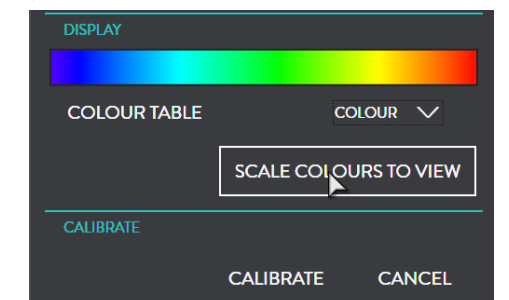 DISPLAY
COLOUR TABLE COLOUR
SCALE COLOURS TO VIEW
CALIBRATE
CALIBRATE CANCEL